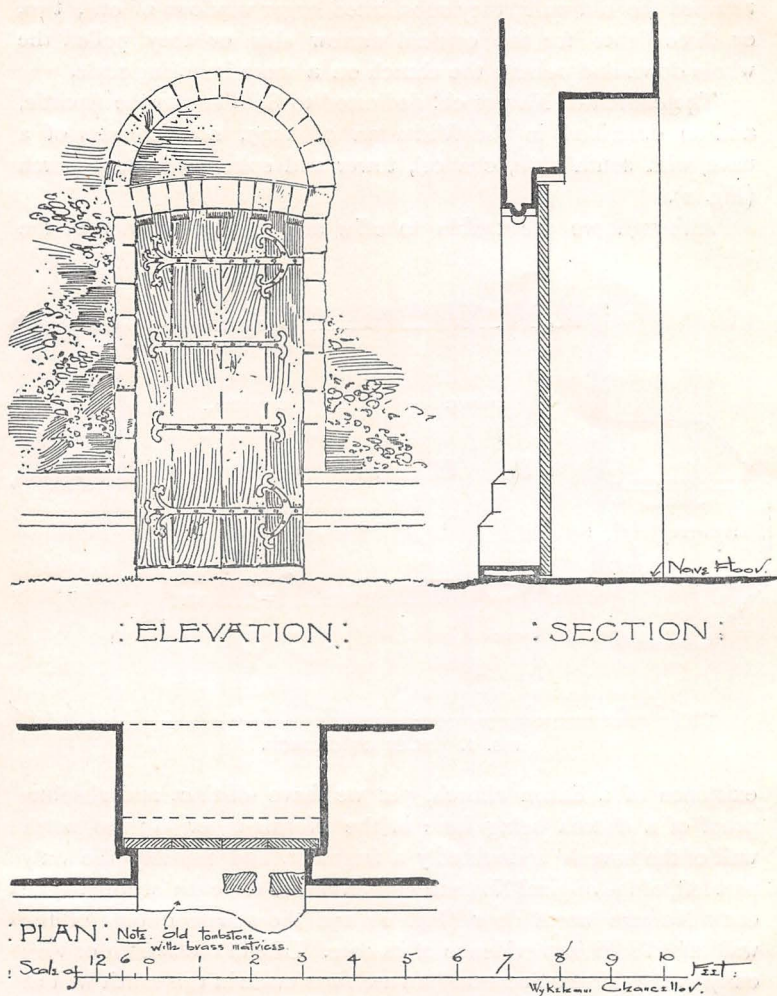 Nave Floor.
: ELEVATION :
: SECTION :
: PLAN : Note. old tombstone
with brass matrices.
: Scale of 12 6 0 1 2 3 4 5 6 7 8 9 10 Feet :
Wykeham Chancellor.